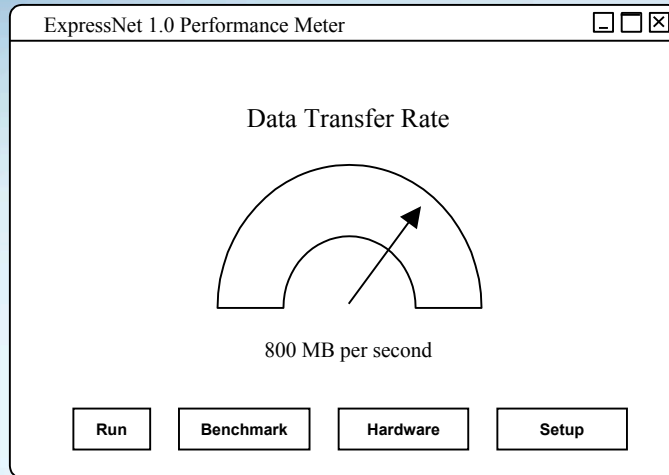 ExpressNet 1.0 Performance Meter
Data Transfer Rate
800 MB per second
Run Benchmark Hardware Setup